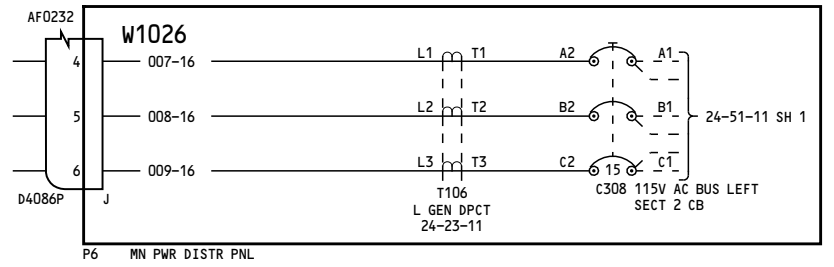 AF0232
W1026
4 007-16 L1 T1 A2 A1
5 008-16 L2 T2 B2 B1 24-51-11 SH 1
6 009-16 L3 T3 C2 15 C1
D4086P J T106 C308 115V AC BUS LEFT
L GEN DPCT SECT 2 CB
24-23-11
P6 MN PWR DISTR PNL